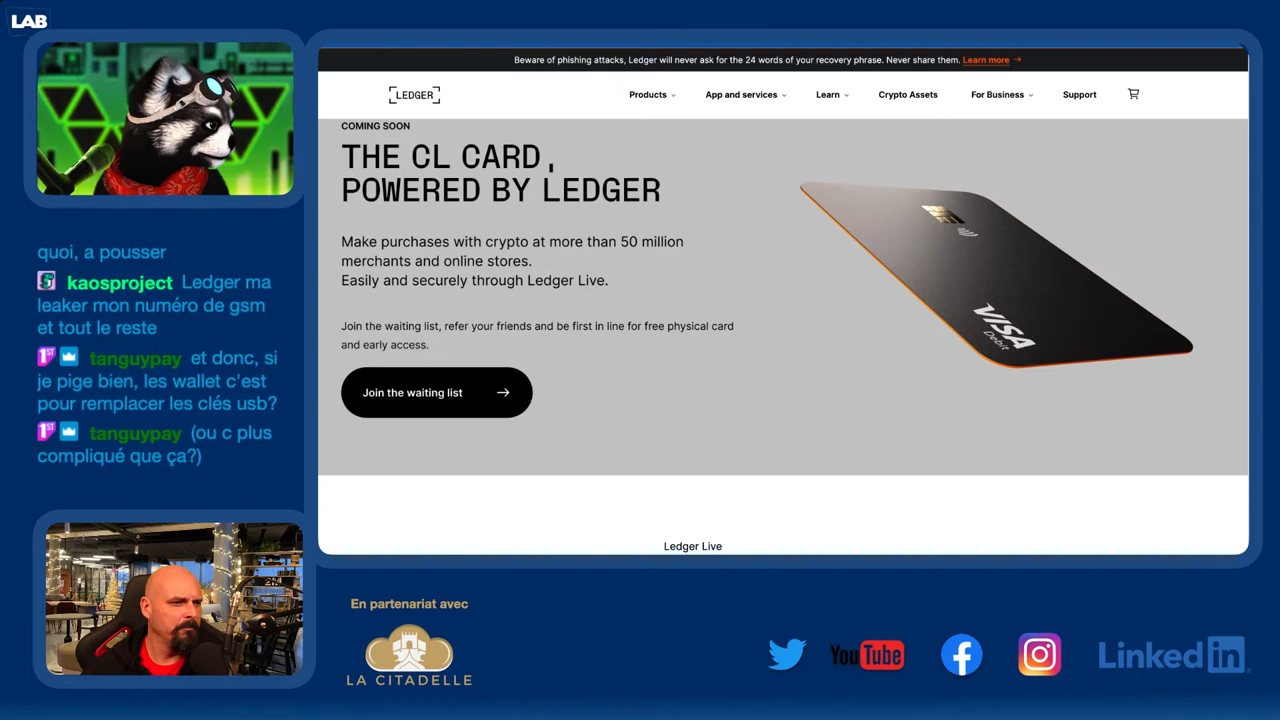 LAB
Beware of phishing attacks, Ledger will never ask for the 24 words of your recovery phrase. Never share them. Learn more →
LEDGER
Products
App and services
Learn
Crypto Assets
For Business
Support
COMING SOON
THE CL CARD,
POWERED BY LEDGER
Make purchases with crypto at more than 50 million
merchants and online stores.
Easily and securely through Ledger Live.
Join the waiting list, refer your friends and be first in line for free physical card
and early access.
Join the waiting list →
VISA
Debit
Ledger Live
quoi, a pousser
kaosproject Ledger ma
leaker mon numéro de gsm
et tout le reste
1ST tanguypay et donc, si
je pige bien, les wallet c'est
pour remplacer les clés usb?
1ST tanguypay (ou c plus
compliqué que ça?)
En partenariat avec
LA CITADELLE
YouTube
LinkedIn